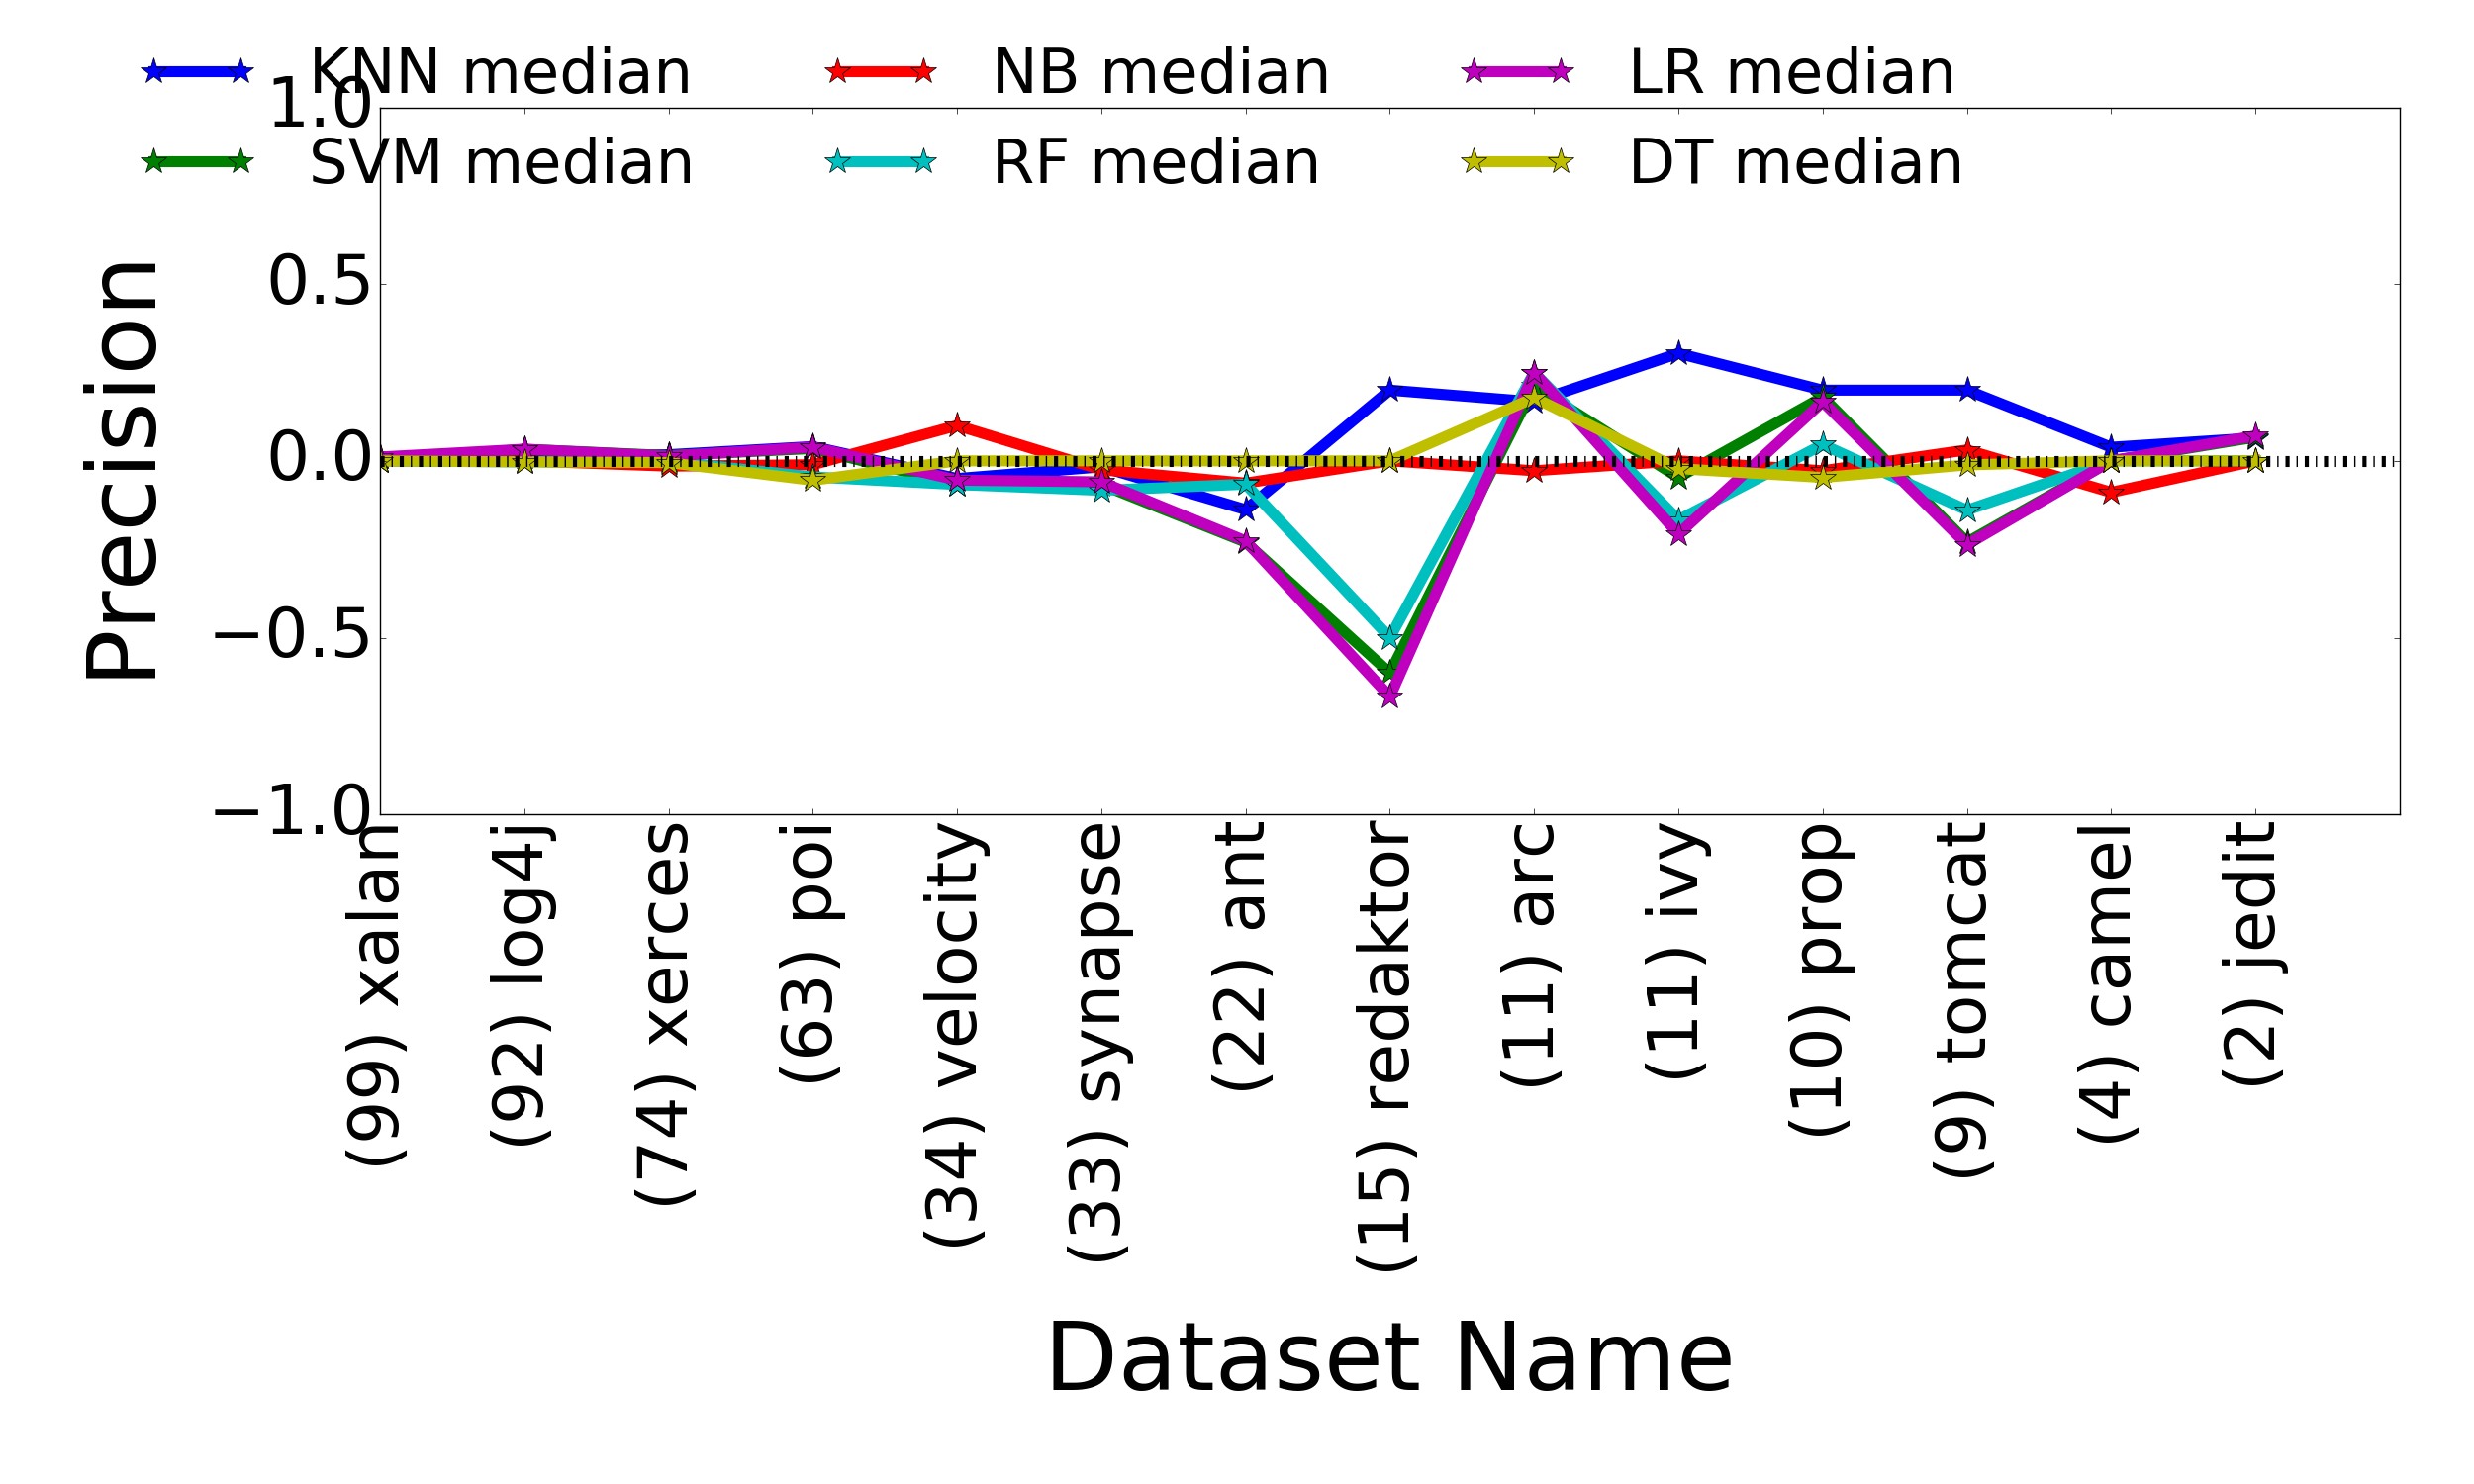 KNN median
NB median
LR median
SVM median
RF median
DT median
1.0
0.5
0.0
−0.5
−1.0
Precision
(99) xalan
(92) log4j
(74) xerces
(63) poi
(34) velocity
(33) synapse
(22) ant
(15) redaktor
(11) arc
(11) ivy
(10) prop
(9) tomcat
(4) camel
(2) jedit
Dataset Name